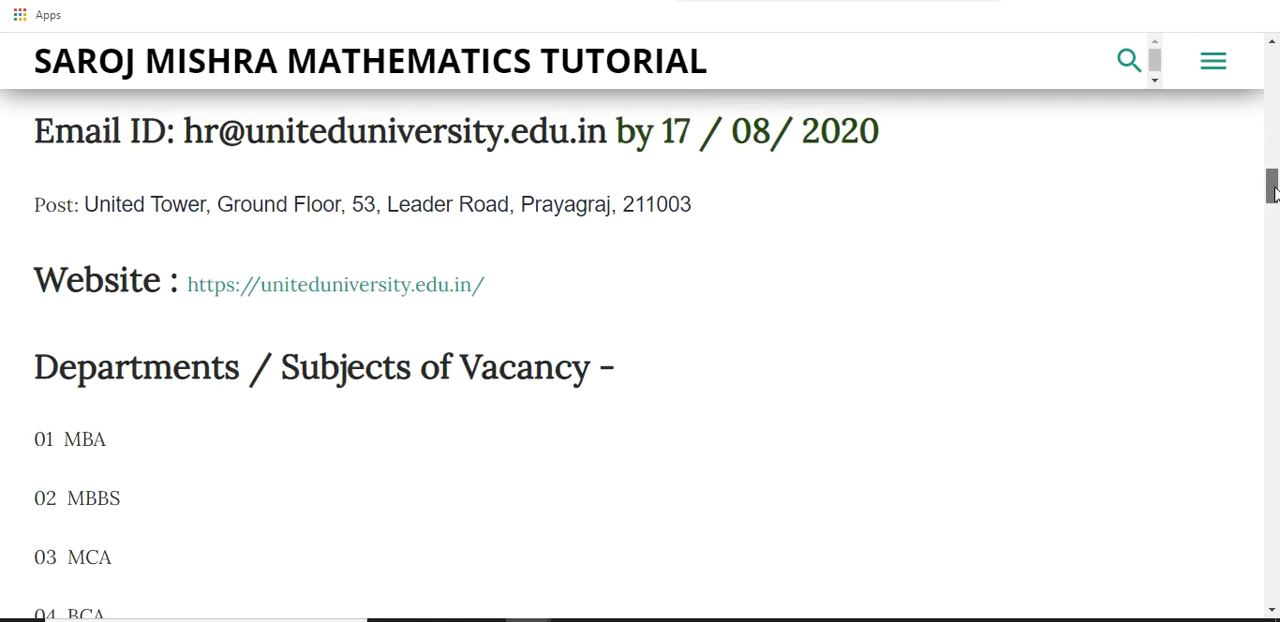 Apps
SAROJ MISHRA MATHEMATICS TUTORIAL
Email ID: hr@uniteduniversity.edu.in by 17 / 08/ 2020
Post: United Tower, Ground Floor, 53, Leader Road, Prayagraj, 211003
Website : https://uniteduniversity.edu.in/
Departments / Subjects of Vacancy -
01 MBA
02 MBBS
03 MCA
04 BCA